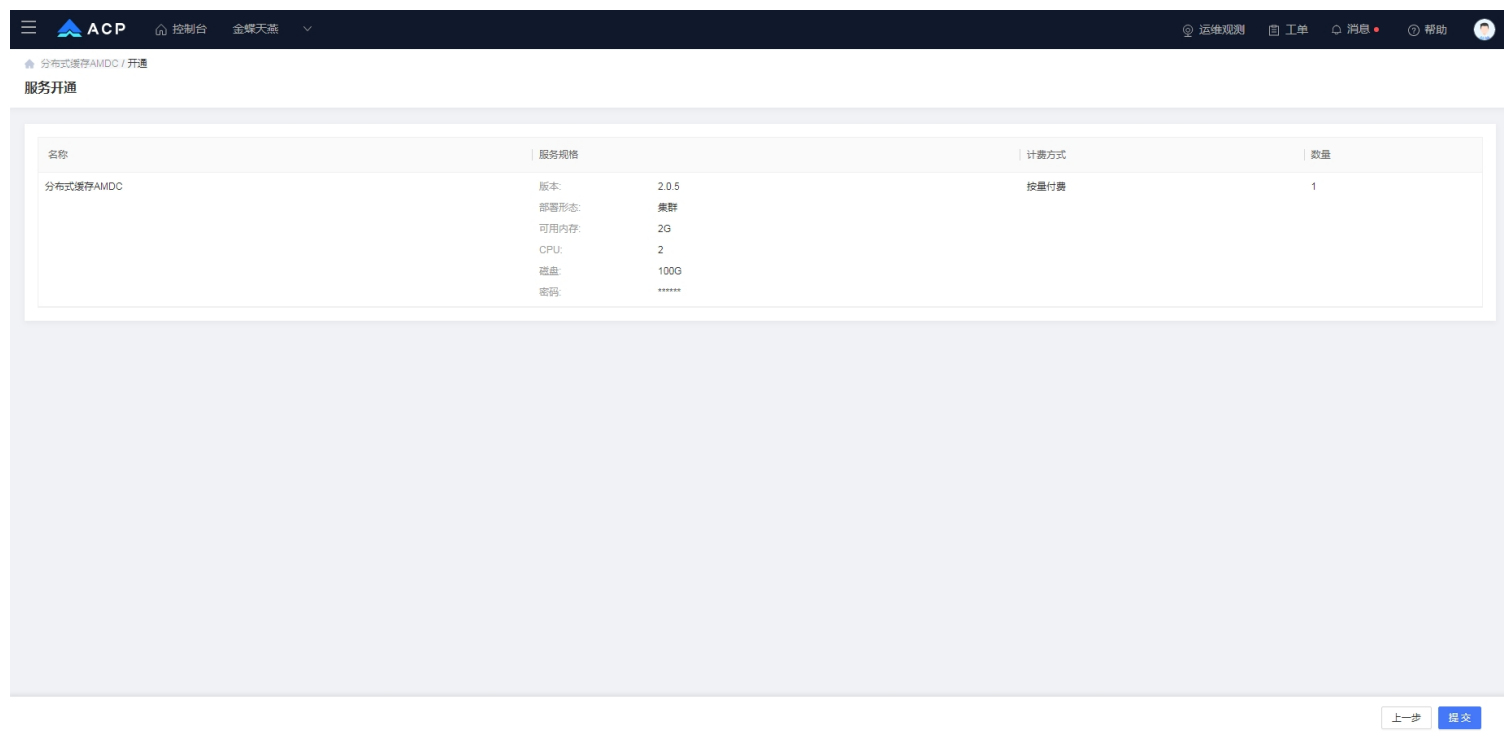 ACP 控制台 金蝶天燕 运维观测 工单 消息 帮助
分布式缓存AMDC / 开通
服务开通
名称 服务规格 计费方式 数量
分布式缓存AMDC 版本: 2.0.5 按量付费 1
部署形态: 集群
可用内存: 2G
CPU: 2
磁盘: 100G
密码: ******
上一步 提交